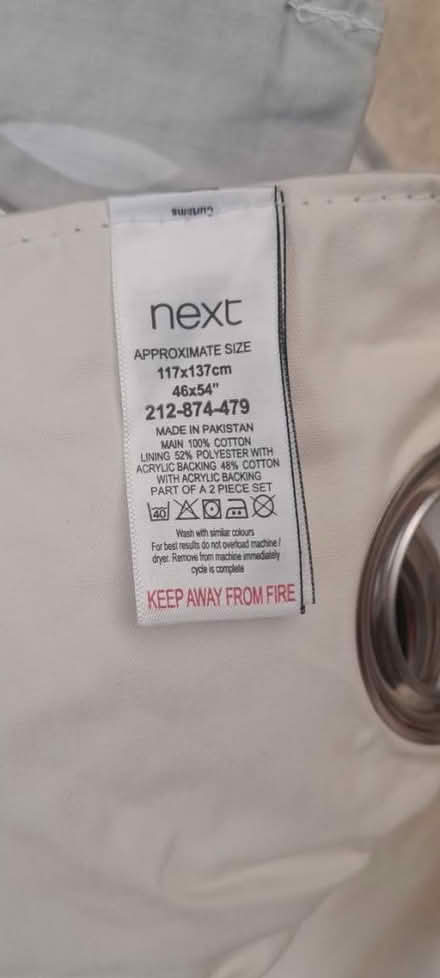 Curtains
next
APPROXIMATE SIZE
117x137cm
46x54"
212-874-479
MADE IN PAKISTAN
MAIN 100% COTTON
LINING 52% POLYESTER WITH
ACRYLIC BACKING 48% COTTON
WITH ACRYLIC BACKING
PART OF A 2 PIECE SET
40
Wash with similar colours
For best results do not overload machine /
dryer. Remove from machine immediately
cycle is complete
KEEP AWAY FROM FIRE